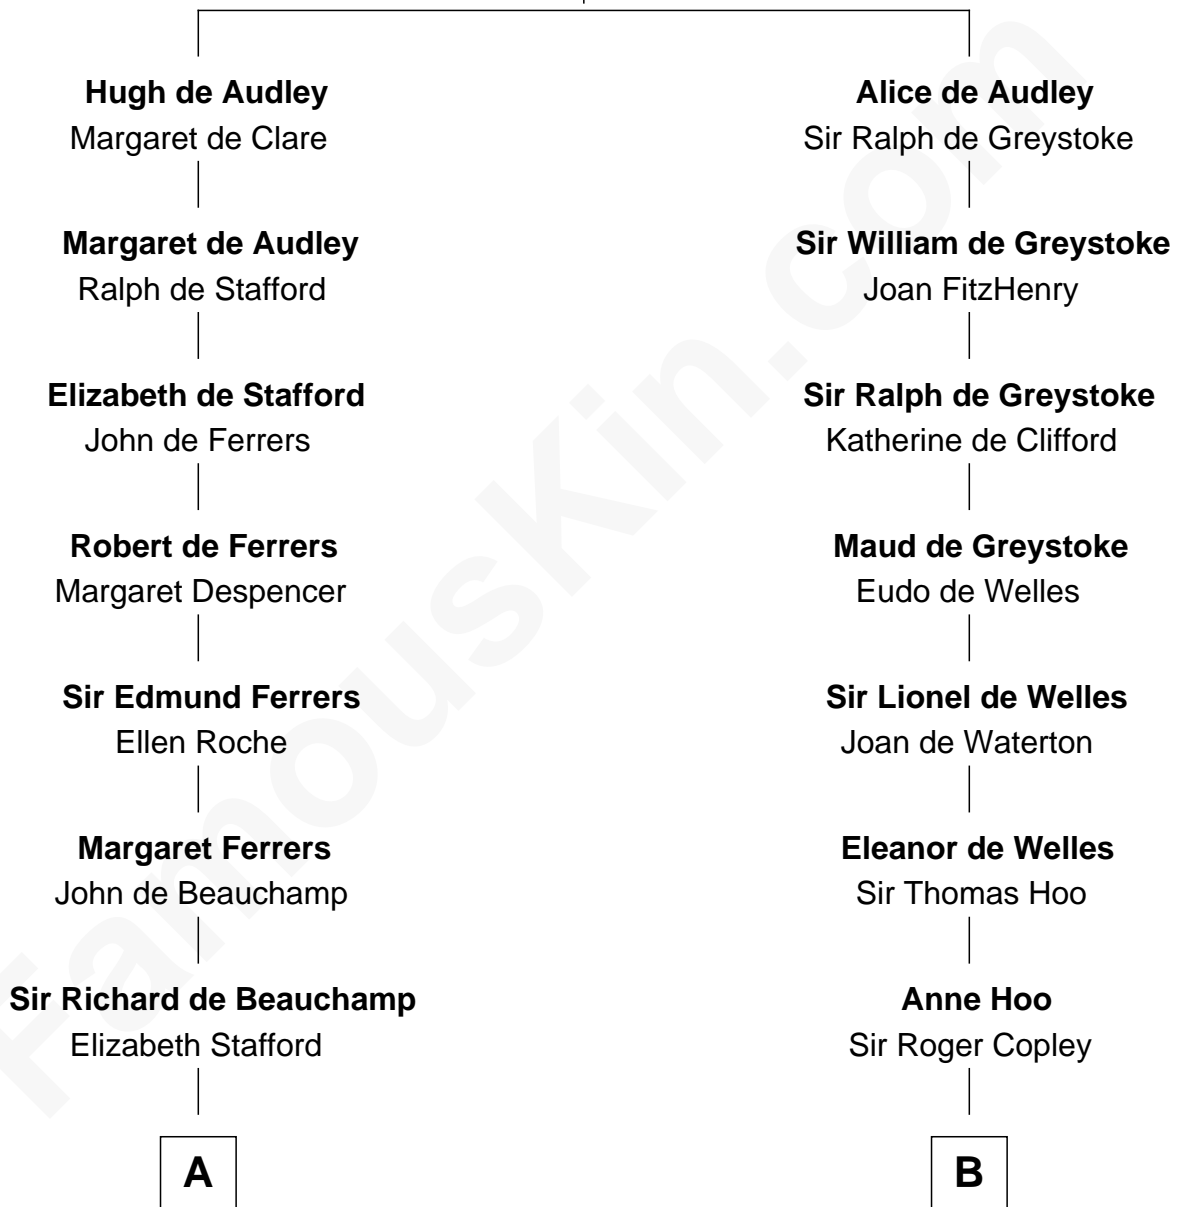 Hugh de Audley
Margaret de Clare
Alice de Audley
Sir Ralph de Greystoke
Margaret de Audley
Ralph de Stafford
Sir William de Greystoke
Joan FitzHenry
Elizabeth de Stafford
John de Ferrers
Sir Ralph de Greystoke
Katherine de Clifford
Robert de Ferrers
Margaret Despencer
Maud de Greystoke
Eudo de Welles
Sir Edmund Ferrers
Ellen Roche
Sir Lionel de Welles
Joan de Waterton
Margaret Ferrers
John de Beauchamp
Eleanor de Welles
Sir Thomas Hoo
Sir Richard de Beauchamp
Elizabeth Stafford
Anne Hoo
Sir Roger Copley
A
B
FamousKin.com